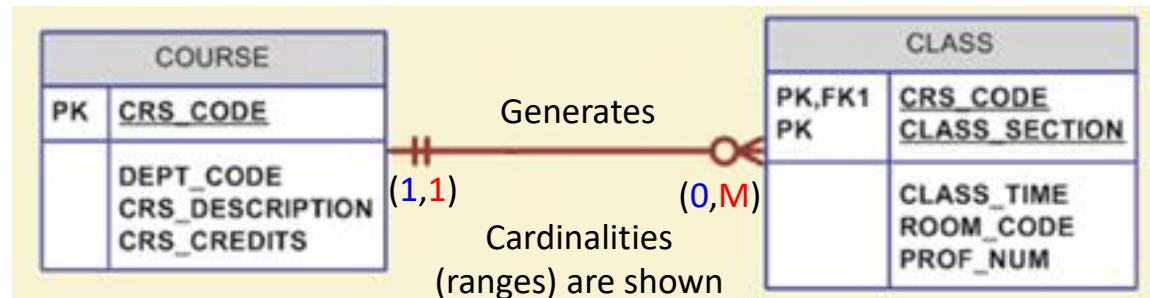 COURSE
PK CRS_CODE
DEPT_CODE
CRS_DESCRIPTION
CRS_CREDITS
Generates
(1,1)
(0,M)
Cardinalities
(ranges) are shown
CLASS
PK,FK1 CRS_CODE
PK CLASS_SECTION
CLASS_TIME
ROOM_CODE
PROF_NUM